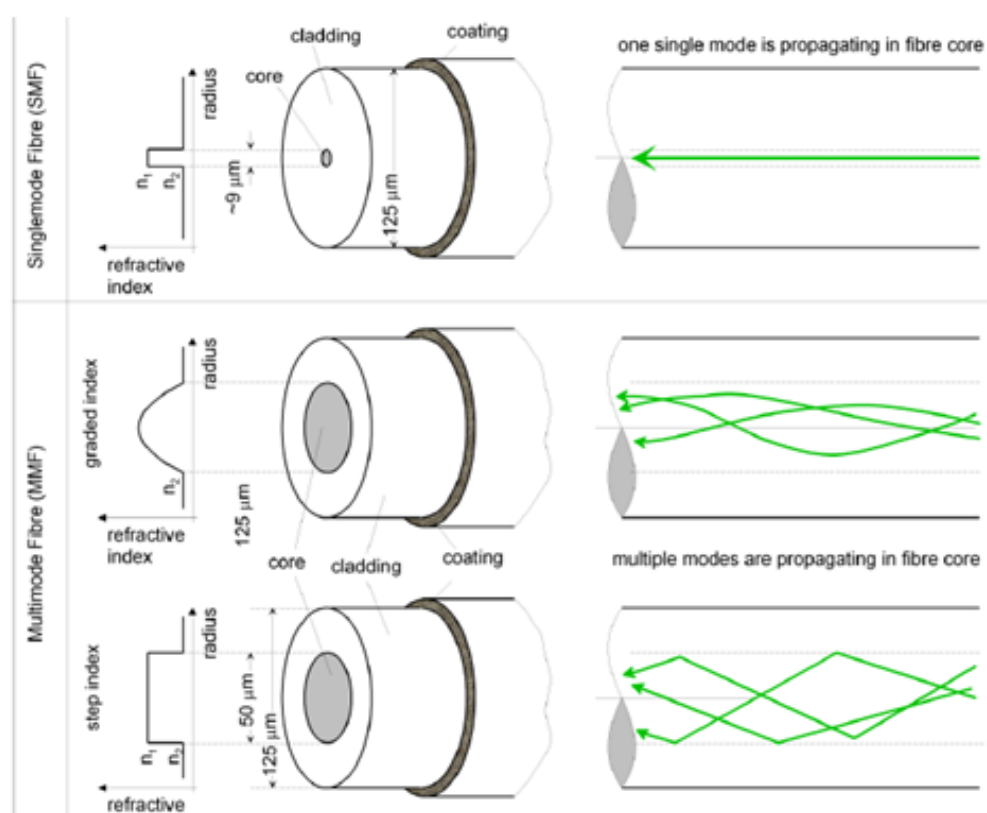 Singlemode Fibre (SMF)
radius
n1
n2
refractive
index
~9 μm
core
cladding
coating
125 μm
one single mode is propagating in fibre core
Multimode Fibre (MMF)
graded index
radius
n2
refractive
index
125 μm
core
cladding
coating
multiple modes are propagating in fibre core
step index
radius
n1
n2
refractive
50 μm
125 μm